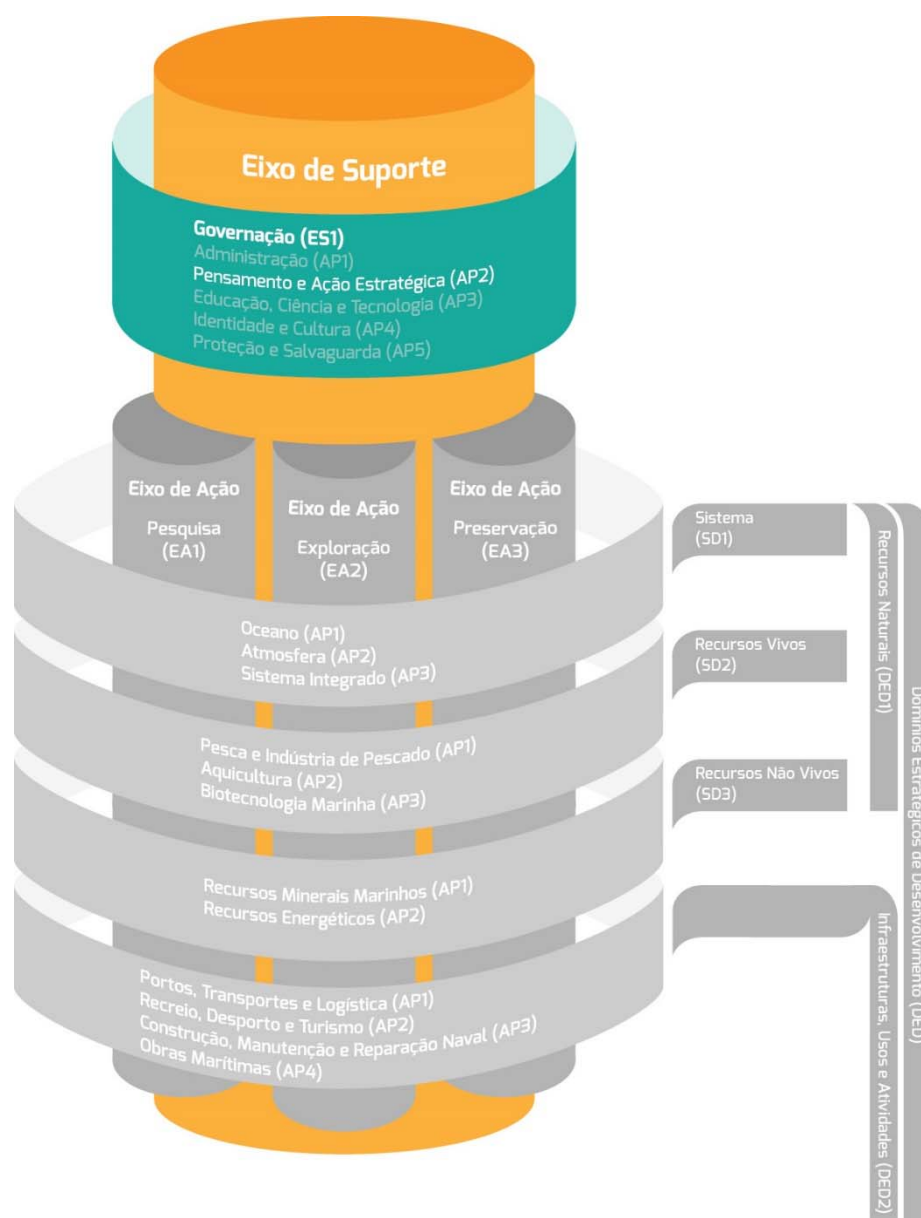 Eixo de Suporte
Governação (ES1)
Administração (AP1)
Pensamento e Ação Estratégica (AP2)
Educação, Ciência e Tecnologia (AP3)
Identidade e Cultura (AP4)
Proteção e Salvaguarda (AP5)
Eixo de Ação
Pesquisa
(EA1)
Eixo de Ação
Exploração
(EA2)
Eixo de Ação
Preservação
(EA3)
Oceano (AP1)
Atmosfera (AP2)
Sistema Integrado (AP3)
Sistema
(SD1)
Pesca e Indústria de Pescado (AP1)
Aquicultura (AP2)
Biotecnologia Marinha (AP3)
Recursos Vivos
(SD2)
Recursos Minerais Marinhos (AP1)
Recursos Energéticos (AP2)
Recursos Não Vivos
(SD3)
Portos, Transportes e Logística (AP1)
Recreio, Desporto e Turismo (AP2)
Construção, Manutenção e Reparação Naval (AP3)
Obras Marítimas (AP4)
Recursos Naturais (DED1)
Infraestruturas, Usos e Atividades (DED2)
Domínios Estratégicos de Desenvolvimento (DED)